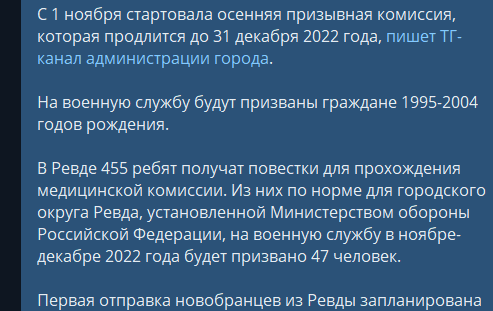 С 1 ноября стартовала осенняя призывная комиссия,
которая продлится до 31 декабря 2022 года, пишет ТГ-
канал администрации города.
На военную службу будут призваны граждане 1995-2004
годов рождения.
В Ревде 455 ребят получат повестки для прохождения
медицинской комиссии. Из них по норме для городского
округа Ревда, установленной Министерством обороны
Российской Федерации, на военную службу в ноябре-
декабре 2022 года будет призвано 47 человек.
Первая отправка новобранцев из Ревды запланирована